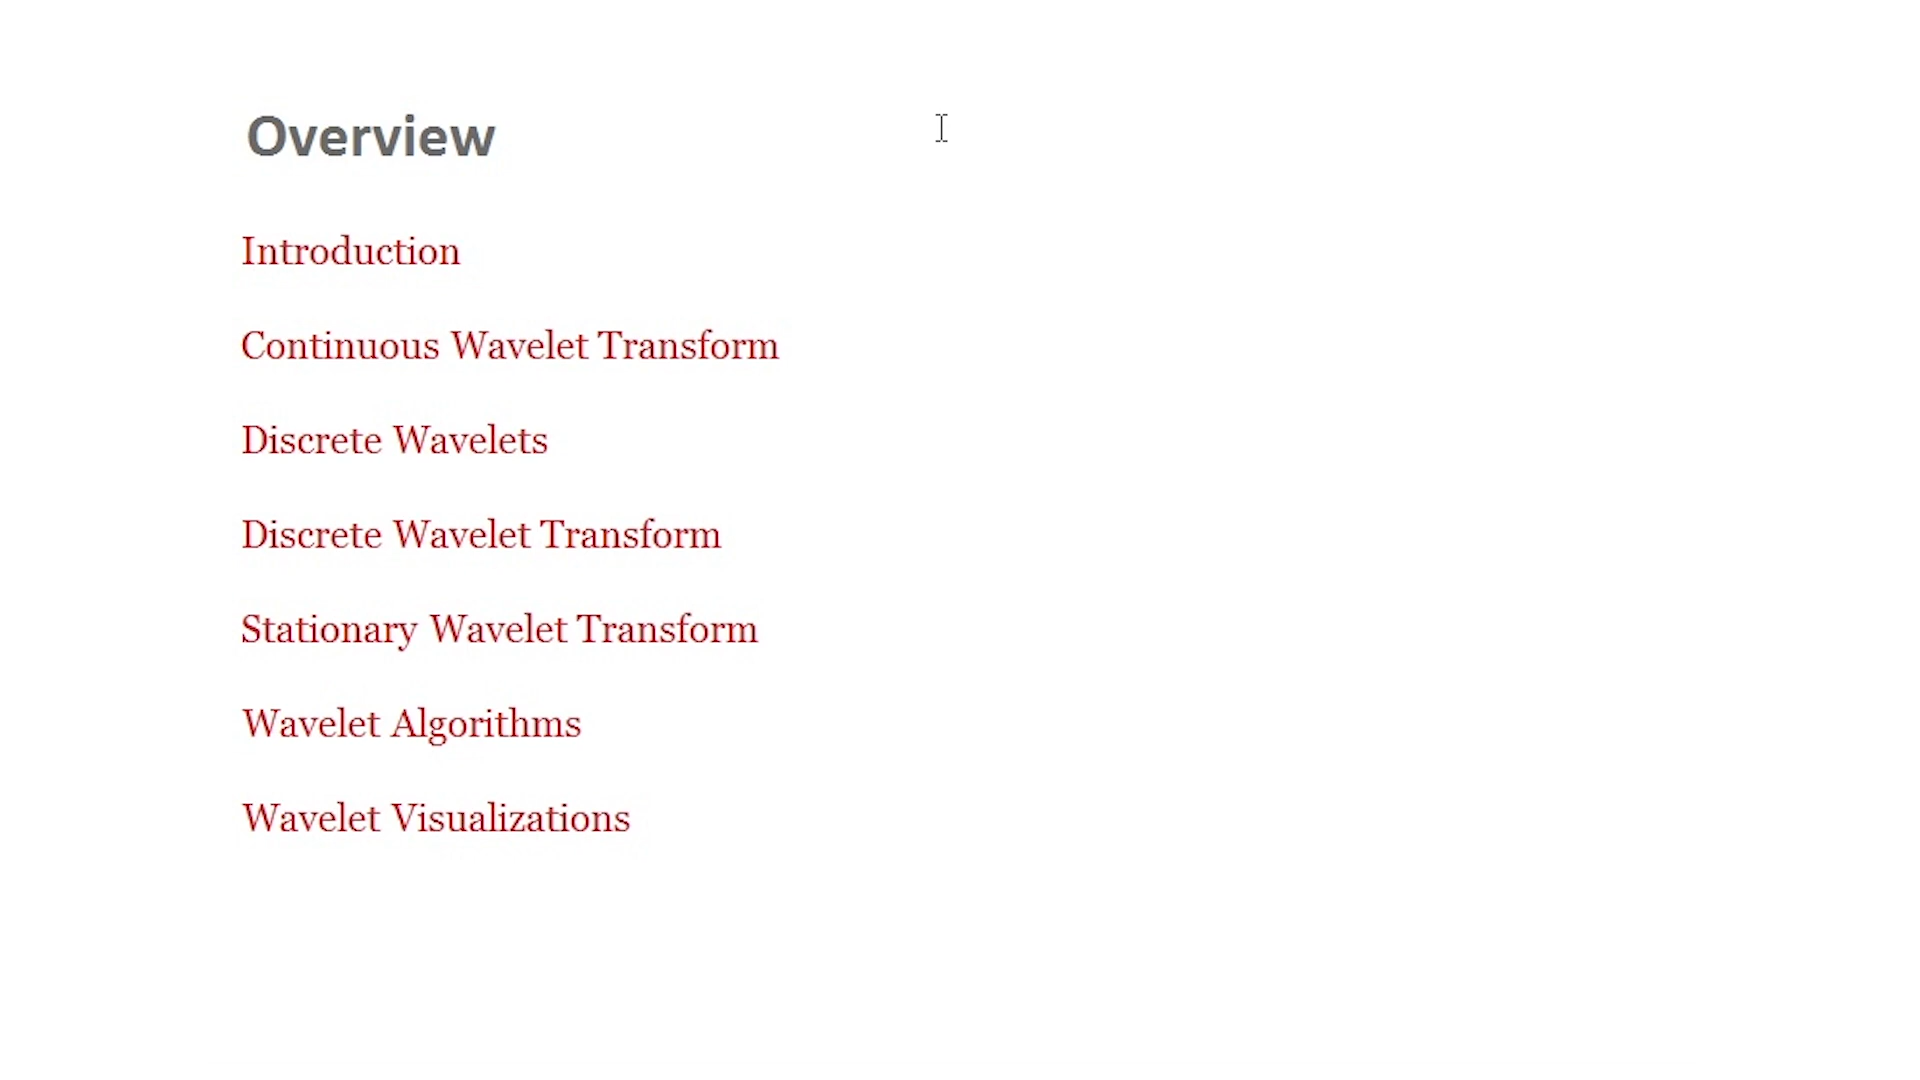 Overview
Introduction
Continuous Wavelet Transform
Discrete Wavelets
Discrete Wavelet Transform
Stationary Wavelet Transform
Wavelet Algorithms
Wavelet Visualizations